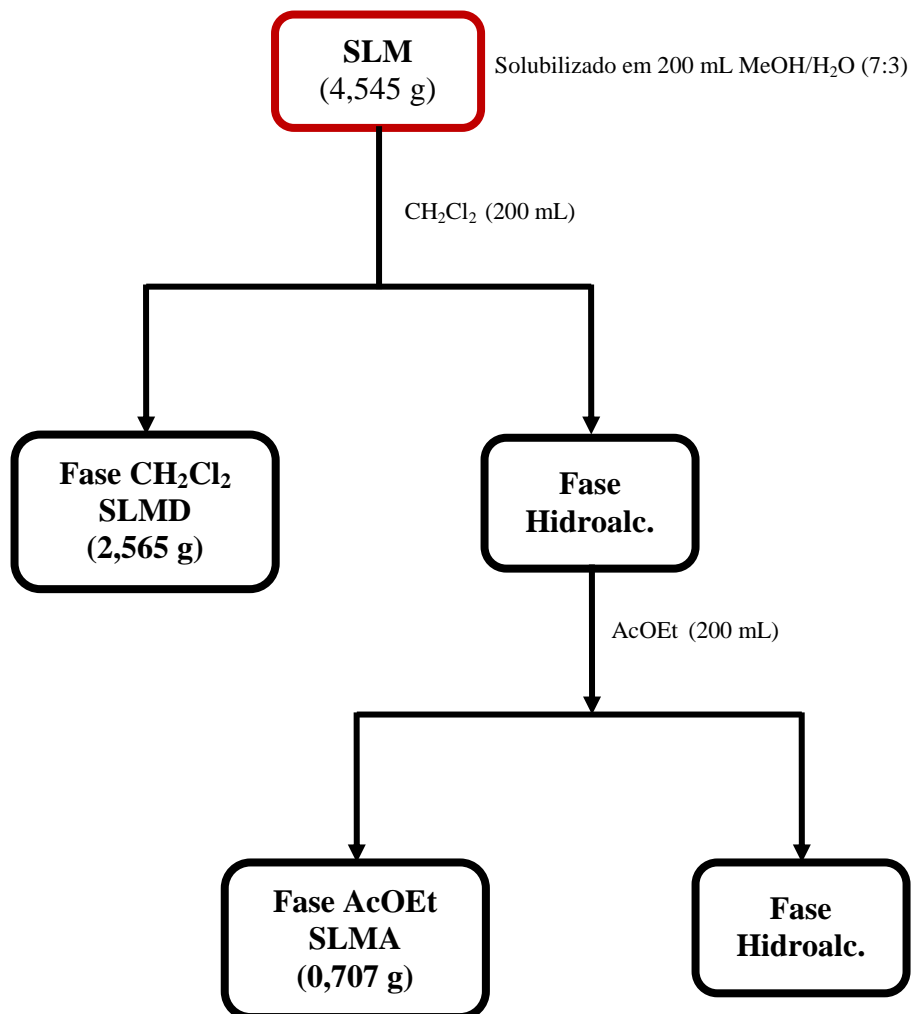 SLM
(4,545 g)
Solubilizado em 200 mL MeOH/H₂O (7:3)
CH₂Cl₂ (200 mL)
Fase CH₂Cl₂
SLMD
(2,565 g)
Fase
Hidroalc.
AcOEt (200 mL)
Fase AcOEt
SLMA
(0,707 g)
Fase
Hidroalc.